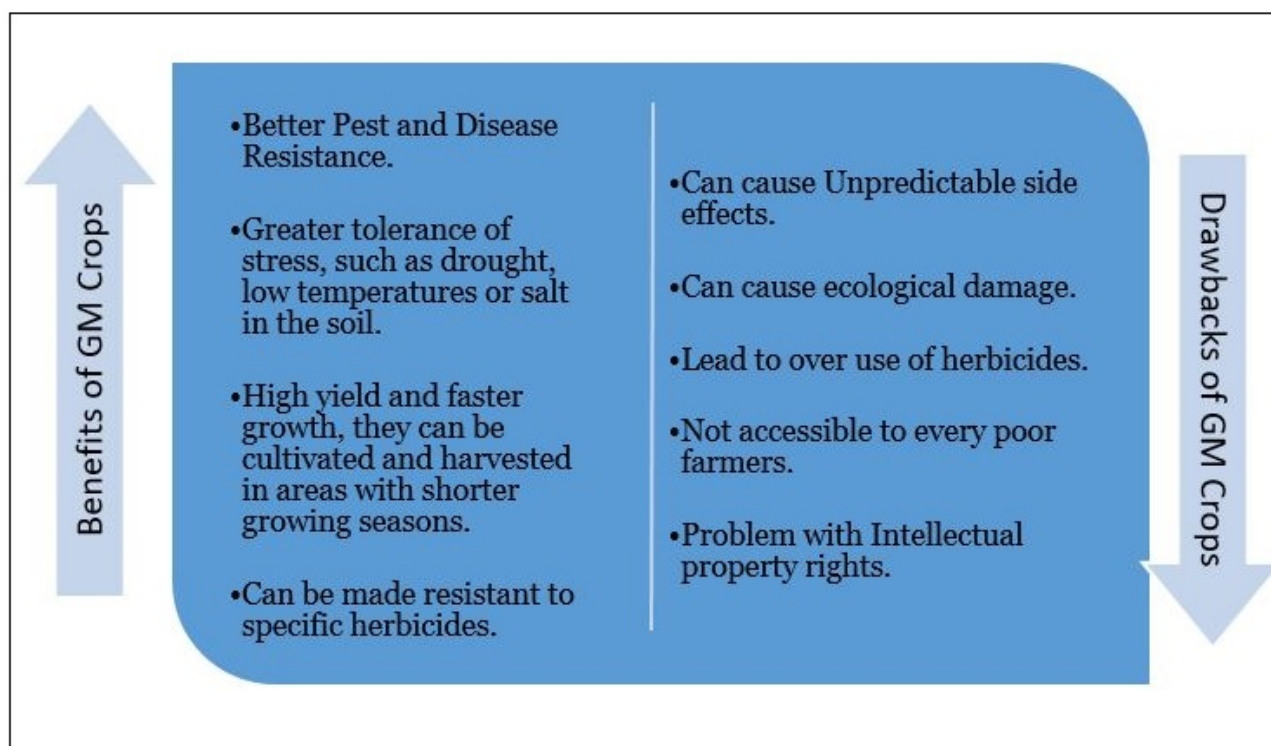 Benefits of GM Crops
•Better Pest and Disease
Resistance.
•Greater tolerance of
stress, such as drought,
low temperatures or salt
in the soil.
•High yield and faster
growth, they can be
cultivated and harvested
in areas with shorter
growing seasons.
•Can be made resistant to
specific herbicides.
•Can cause Unpredictable side
effects.
•Can cause ecological damage.
•Lead to over use of herbicides.
•Not accessible to every poor
farmers.
•Problem with Intellectual
property rights.
Drawbacks of GM Crops